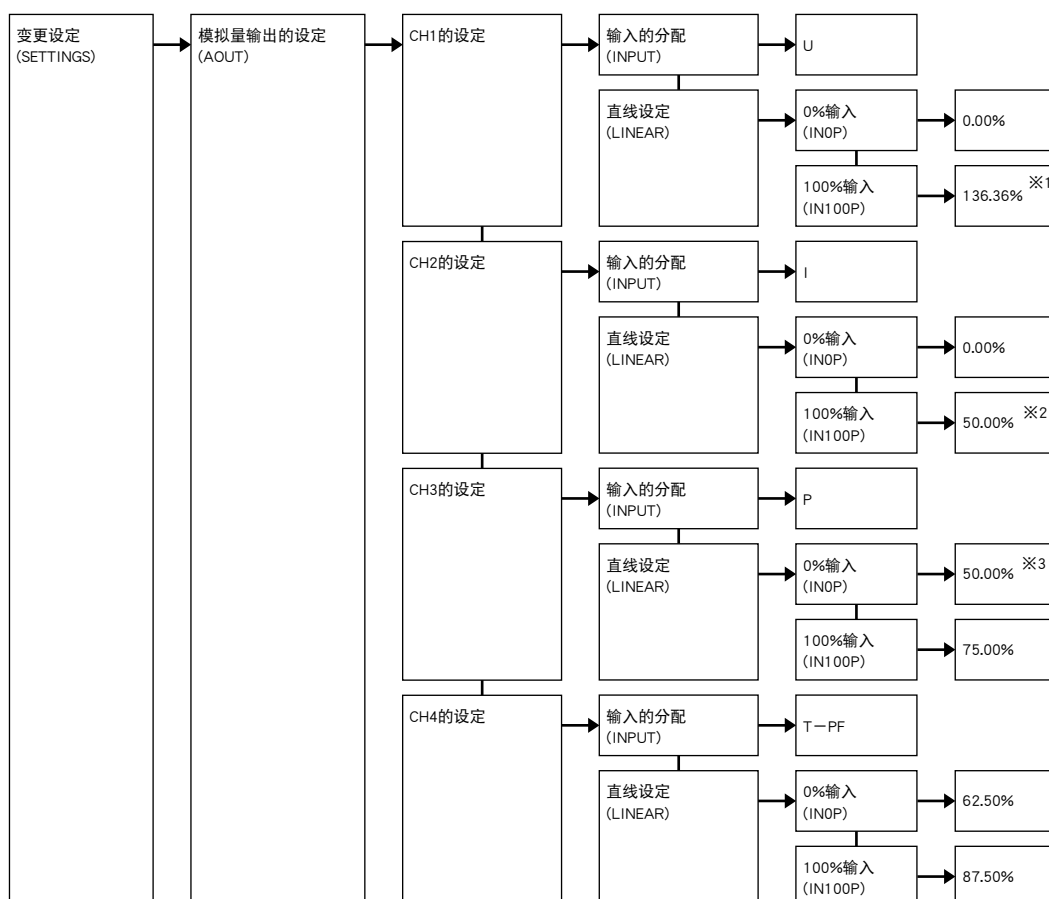 变更设定
(SETTINGS)
模拟量输出的设定
(AOUT)
CH1的设定
输入的分配
(INPUT)
U
直线设定
(LINEAR)
0%输入
(IN0P)
0.00%
100%输入
(IN100P)
136.36% ※1
CH2的设定
输入的分配
(INPUT)
I
直线设定
(LINEAR)
0%输入
(IN0P)
0.00%
100%输入
(IN100P)
50.00% ※2
CH3的设定
输入的分配
(INPUT)
P
直线设定
(LINEAR)
0%输入
(IN0P)
50.00% ※3
100%输入
(IN100P)
75.00%
CH4的设定
输入的分配
(INPUT)
T－PF
直线设定
(LINEAR)
0%输入
(IN0P)
62.50%
100%输入
(IN100P)
87.50%